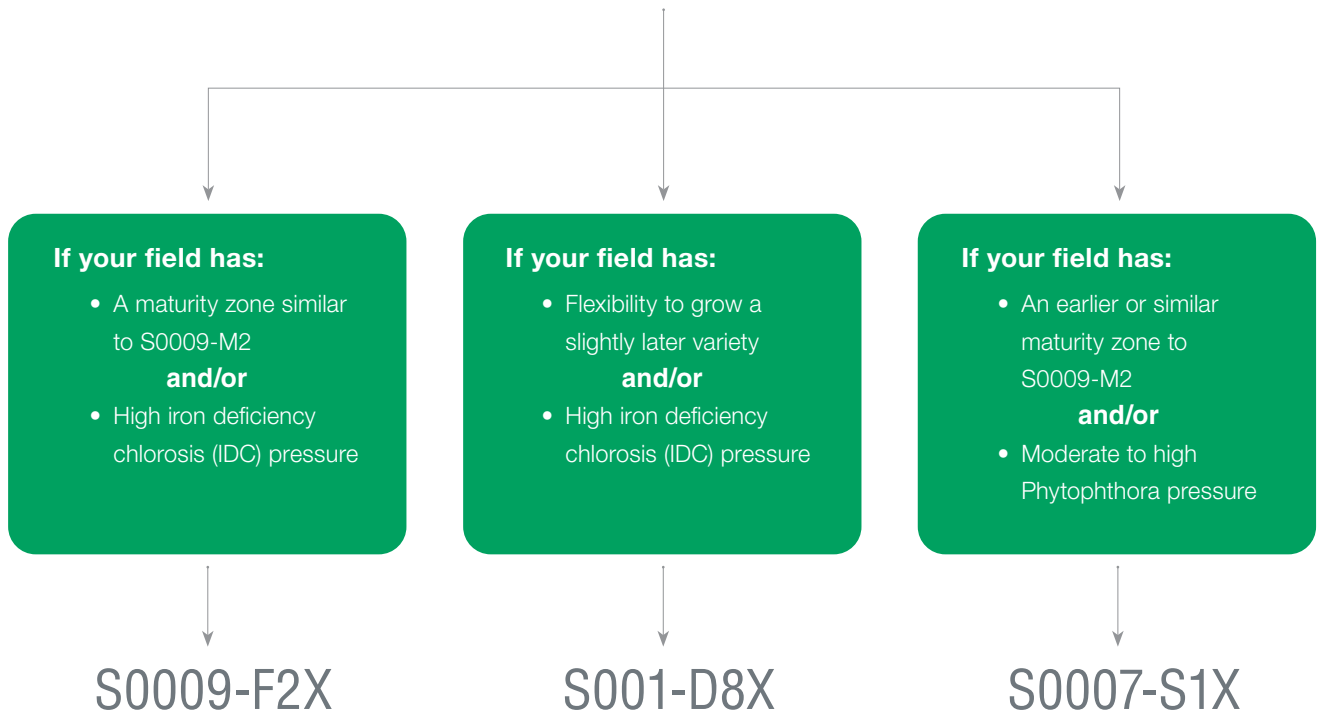 If your field has:
• A maturity zone similar
to S0009-M2
and/or
• High iron deficiency
chlorosis (IDC) pressure
S0009-F2X
If your field has:
• Flexibility to grow a
slightly later variety
and/or
• High iron deficiency
chlorosis (IDC) pressure
S001-D8X
If your field has:
• An earlier or similar
maturity zone to
S0009-M2
and/or
• Moderate to high
Phytophthora pressure
S0007-S1X